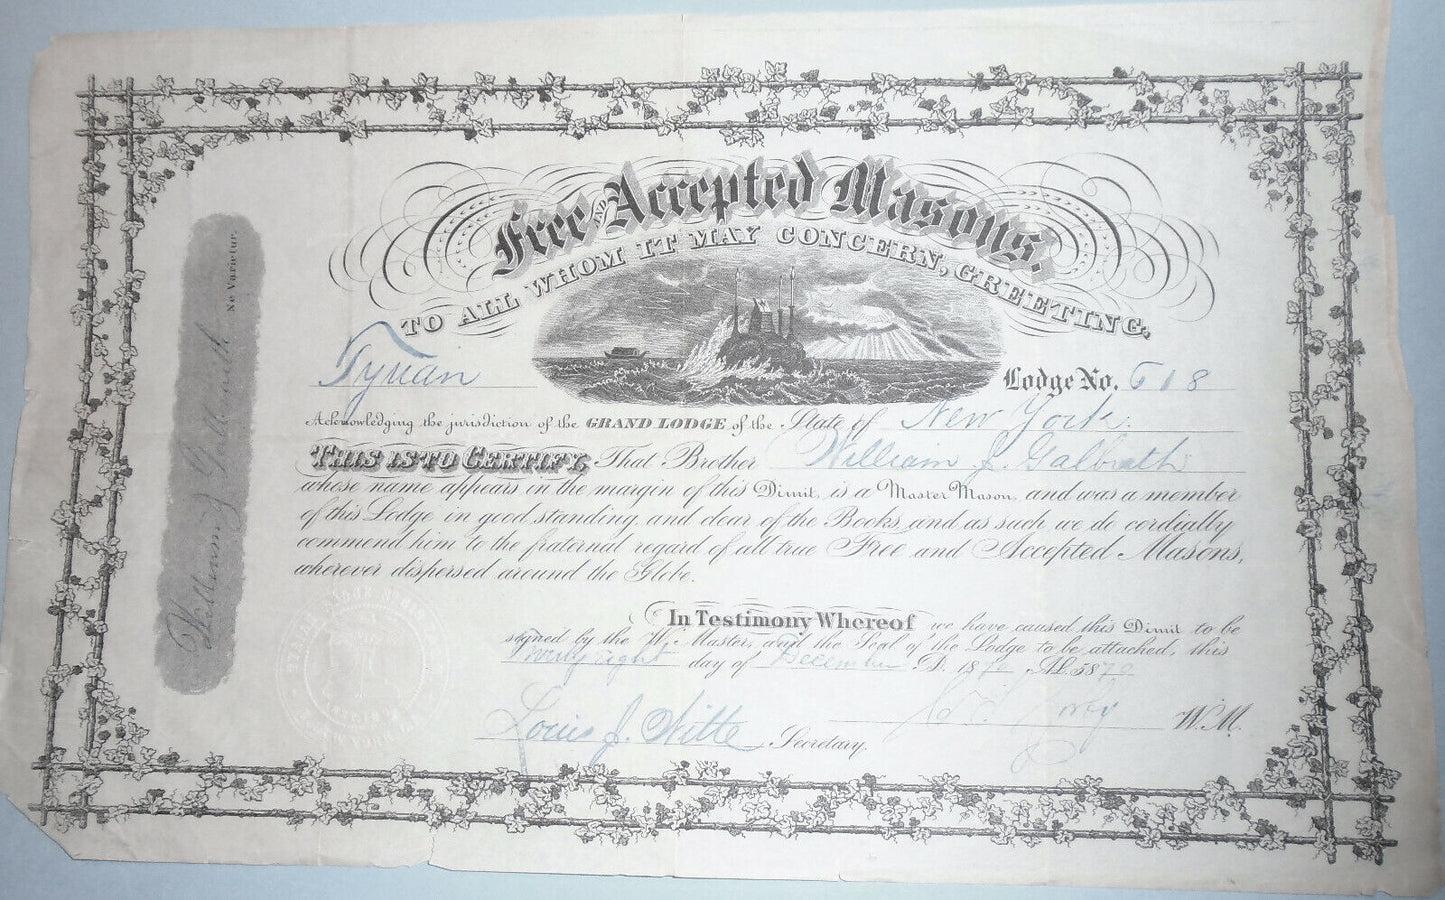 Free AND Accepted Masons.
TO ALL WHOM IT MAY CONCERN, GREETING.
Tyrian Lodge No. 618
Acknowledging the jurisdiction of the GRAND LODGE of the State of New York.
THIS IS TO CERTIFY, That Brother William J. Galbraith
whose name appears in the margin of this Dimit, is a Master Mason, and was a member
of this Lodge in good standing and clear of the Books, and as such we do cordially
commend him to the fraternal regard of all true Free and Accepted Masons,
wherever dispersed around the Globe.
In Testimony Whereof we have caused this Dimit to be
signed by the W∴ Master, and the Seal of the Lodge to be attached, this
Twenty eight day of December D. 187 AL. 587
W.M.
Louis J. Witte, Secretary.
Ne Varietur.
William J Galbraith